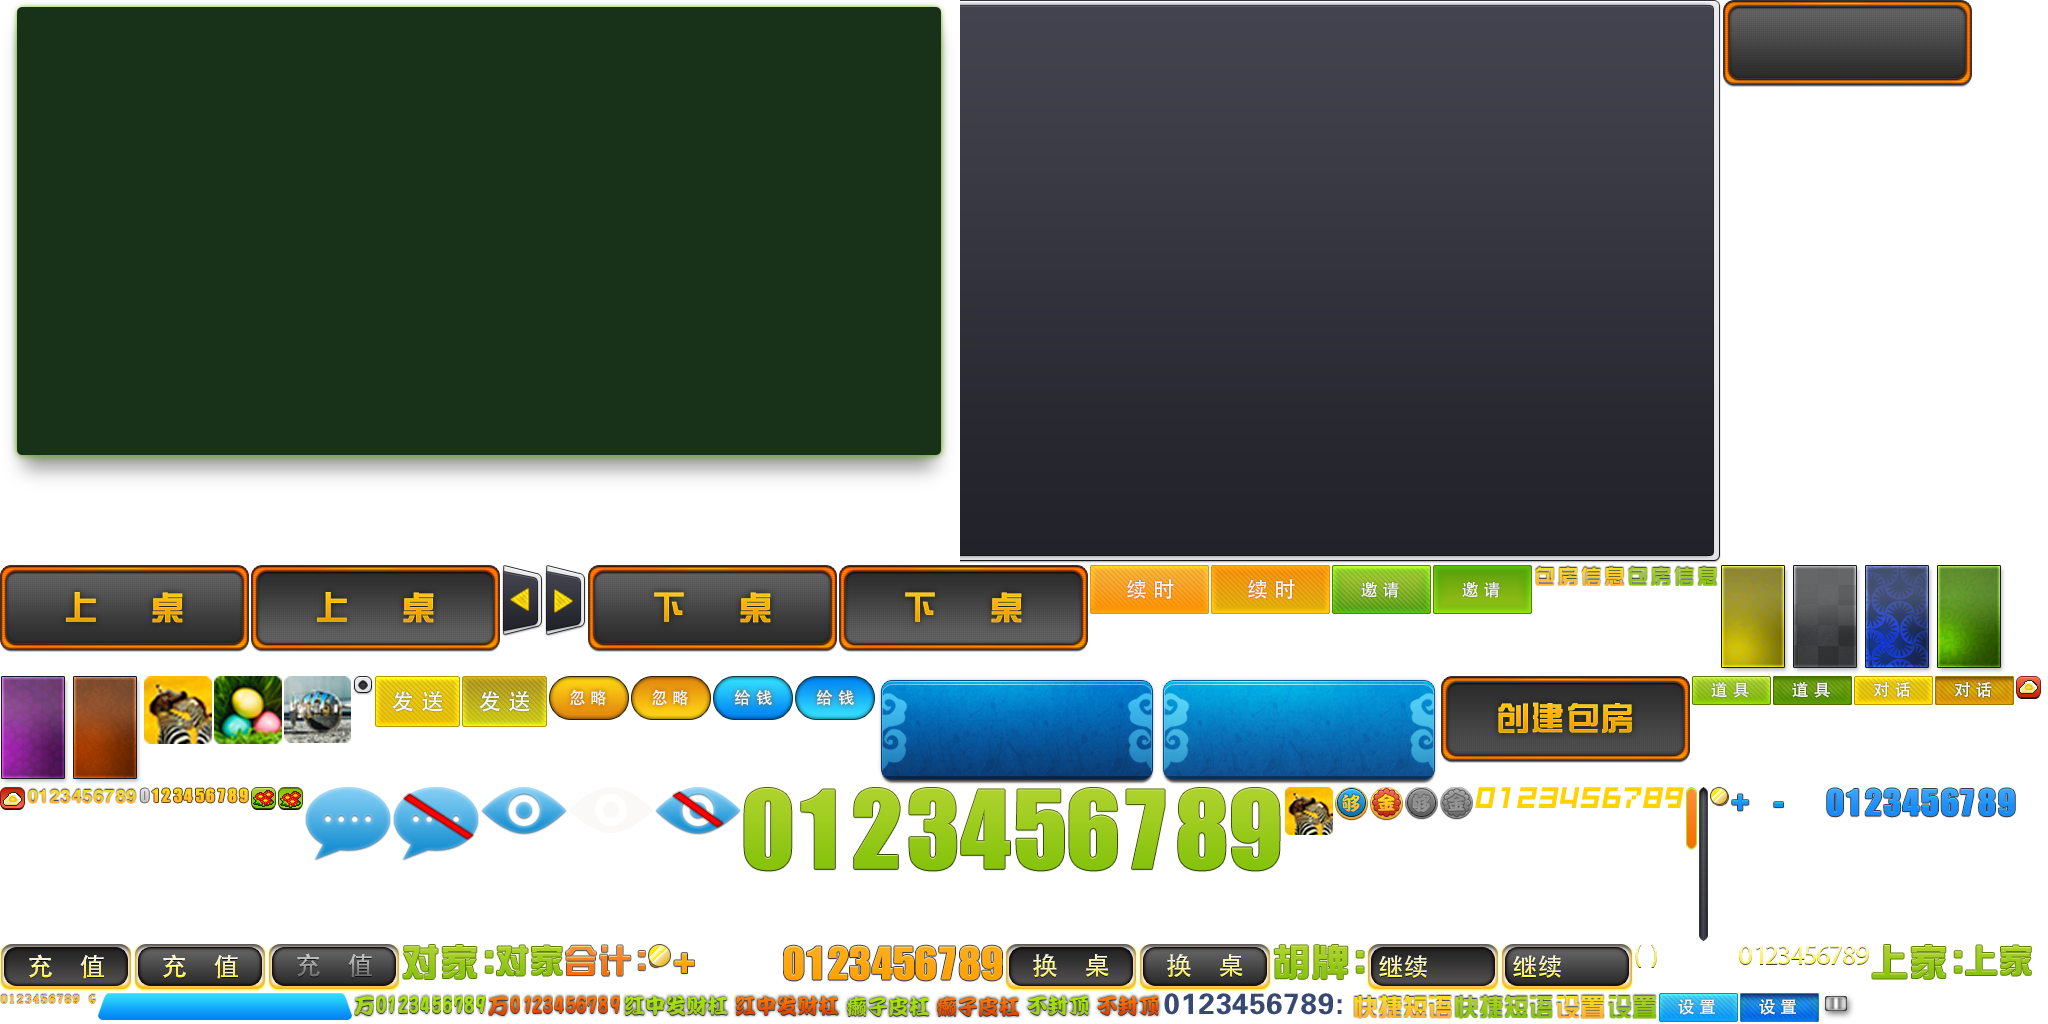 上 桌 上 桌 下 桌 下 桌 续时 续时 邀请 邀请 包房信息 包房信息
发送 发送 忽略 忽略 给钱 给钱 创建包房 道具 道具 对话 对话
0123456789 0123456789 0123456789 够 金 够 金 0123456789 + - 0123456789
充 值 充 值 充 值 对家: 对家 合计: + 0123456789 换 桌 换 桌 胡牌: 继续 继续 ( ) 0123456789 上家: 上家
0123456789 万0123456789 万0123456789 红中发财杠 红中发财杠 癞子皮杠 癞子皮杠 不封顶 不封顶 0123456789: 快捷短语 快捷短语 设置 设置 设置 设置